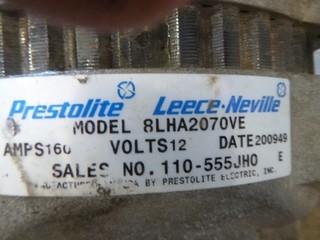 Prestolite Leece-Neville
MODEL 8LHA2070VE
AMPS160 VOLTS12 DATE200949
SALES NO. 110-555JHO E
BY PRESTOLITE ELECTRIC, INC.